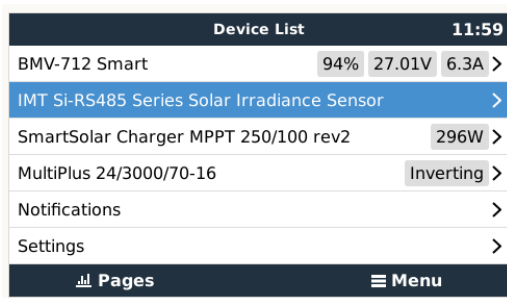 Device List 11:59
BMV-712 Smart 94% 27.01V 6.3A
IMT Si-RS485 Series Solar Irradiance Sensor
SmartSolar Charger MPPT 250/100 rev2 296W
MultiPlus 24/3000/70-16 Inverting
Notifications
Settings
Pages Menu